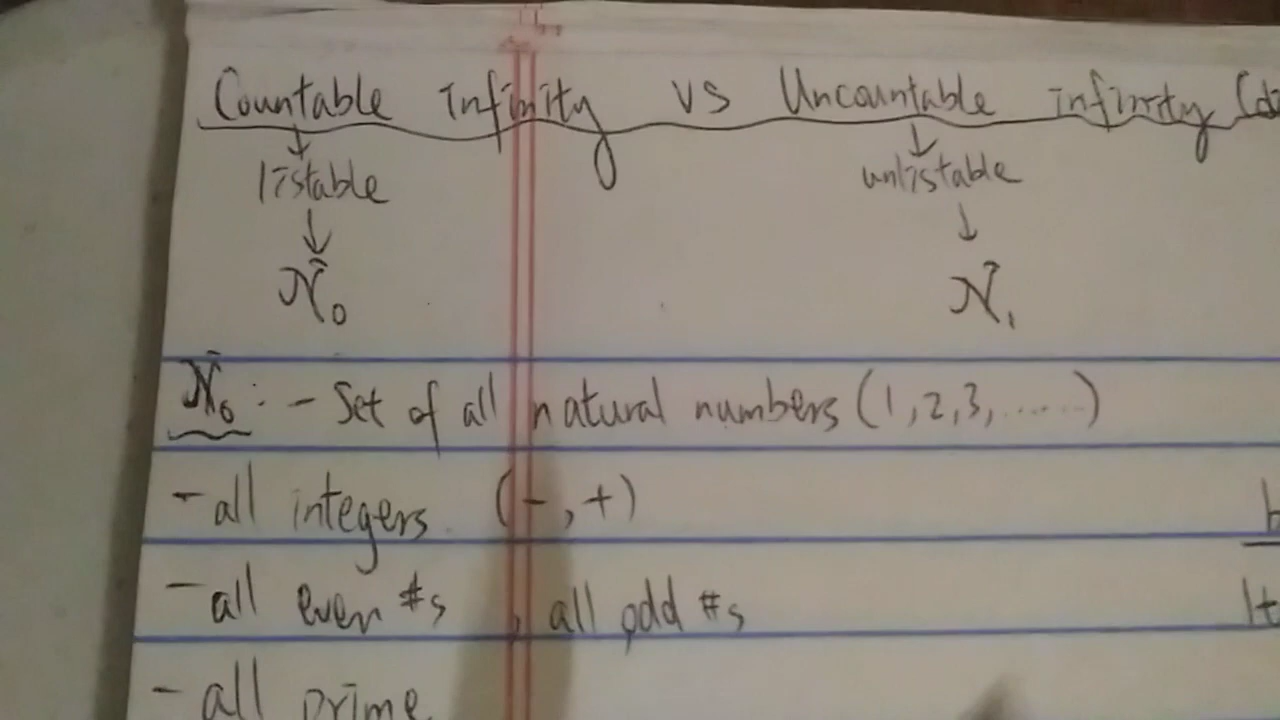 Countable infinity vs Uncountable infinity
listable unlistable
ℵ₀ ℵ₁
ℵ₀: - Set of all natural numbers (1,2,3,......)
- all integers (-,+)
- all even #s, all odd #s
- all prime